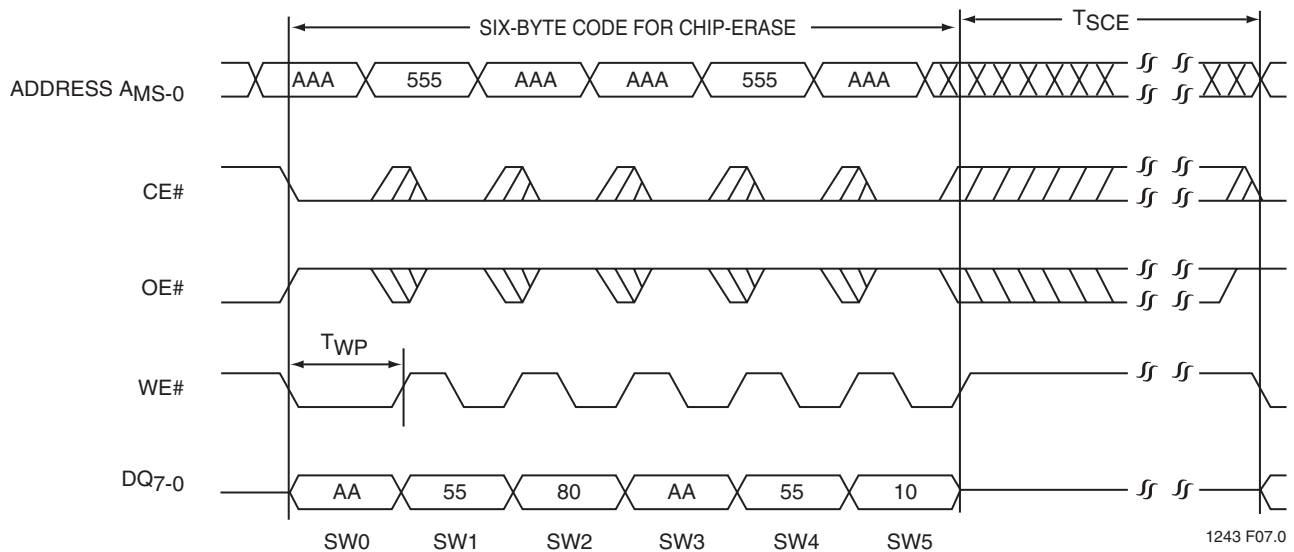 SIX-BYTE CODE FOR CHIP-ERASE
TSCE
ADDRESS AMS-0
AAA 555 AAA AAA 555 AAA
CE#
OE#
TWP
WE#
DQ7-0
AA 55 80 AA 55 10
SW0 SW1 SW2 SW3 SW4 SW5
1243 F07.0